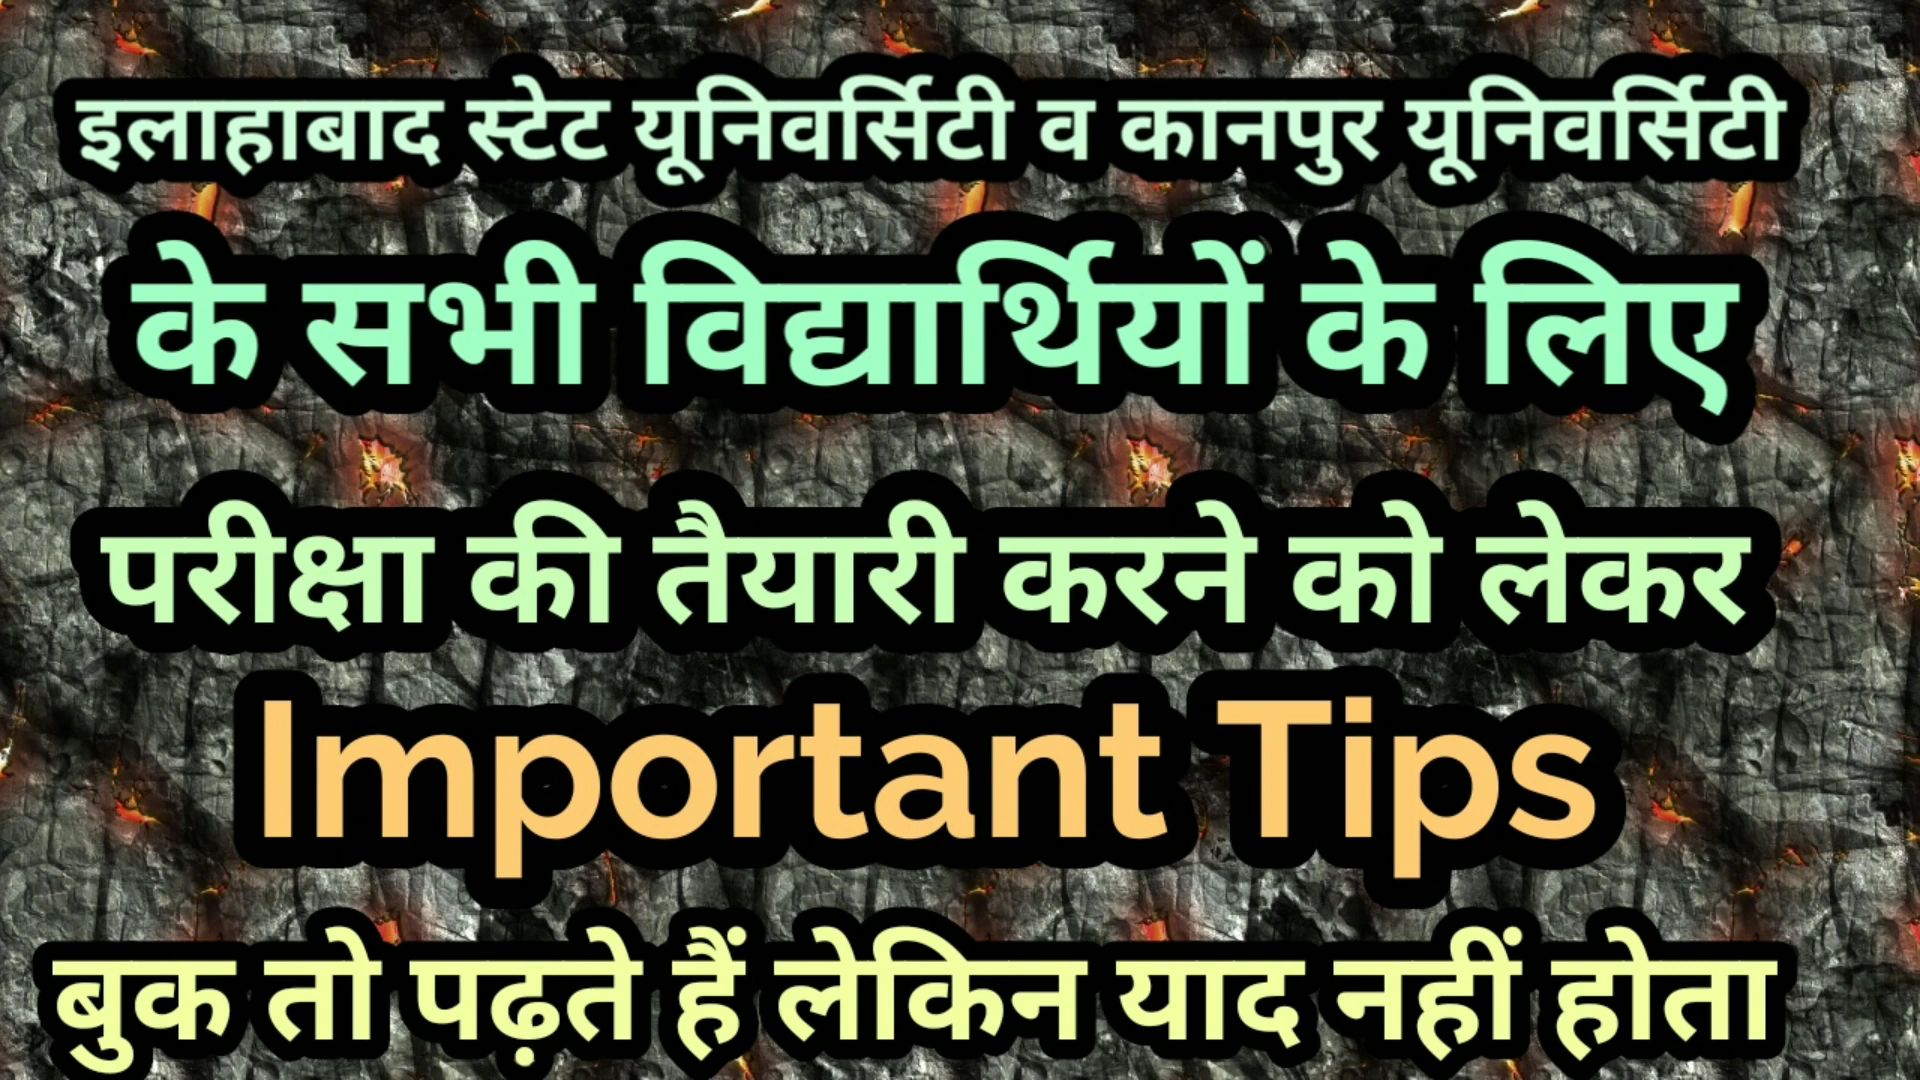 इलाहाबाद स्टेट यूनिवर्सिटी व कानपुर यूनिवर्सिटी
के सभी विद्यार्थियों के लिए
परीक्षा की तैयारी करने को लेकर
Important Tips
बुक तो पढ़ते हैं लेकिन याद नहीं होता